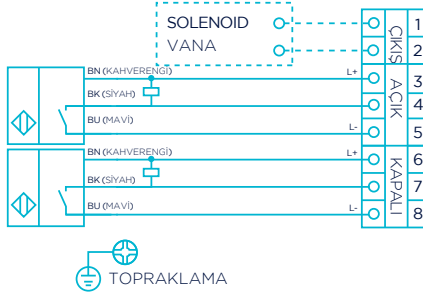 SOLENOID
VANA
ÇIKIŞ
1
2
BN (KAHVERENGİ)
L+
AÇIK
3
BK (SİYAH)
4
BU (MAVİ)
L-
5
BN (KAHVERENGİ)
L+
KAPALI
6
BK (SİYAH)
7
BU (MAVİ)
L-
8
TOPRAKLAMA